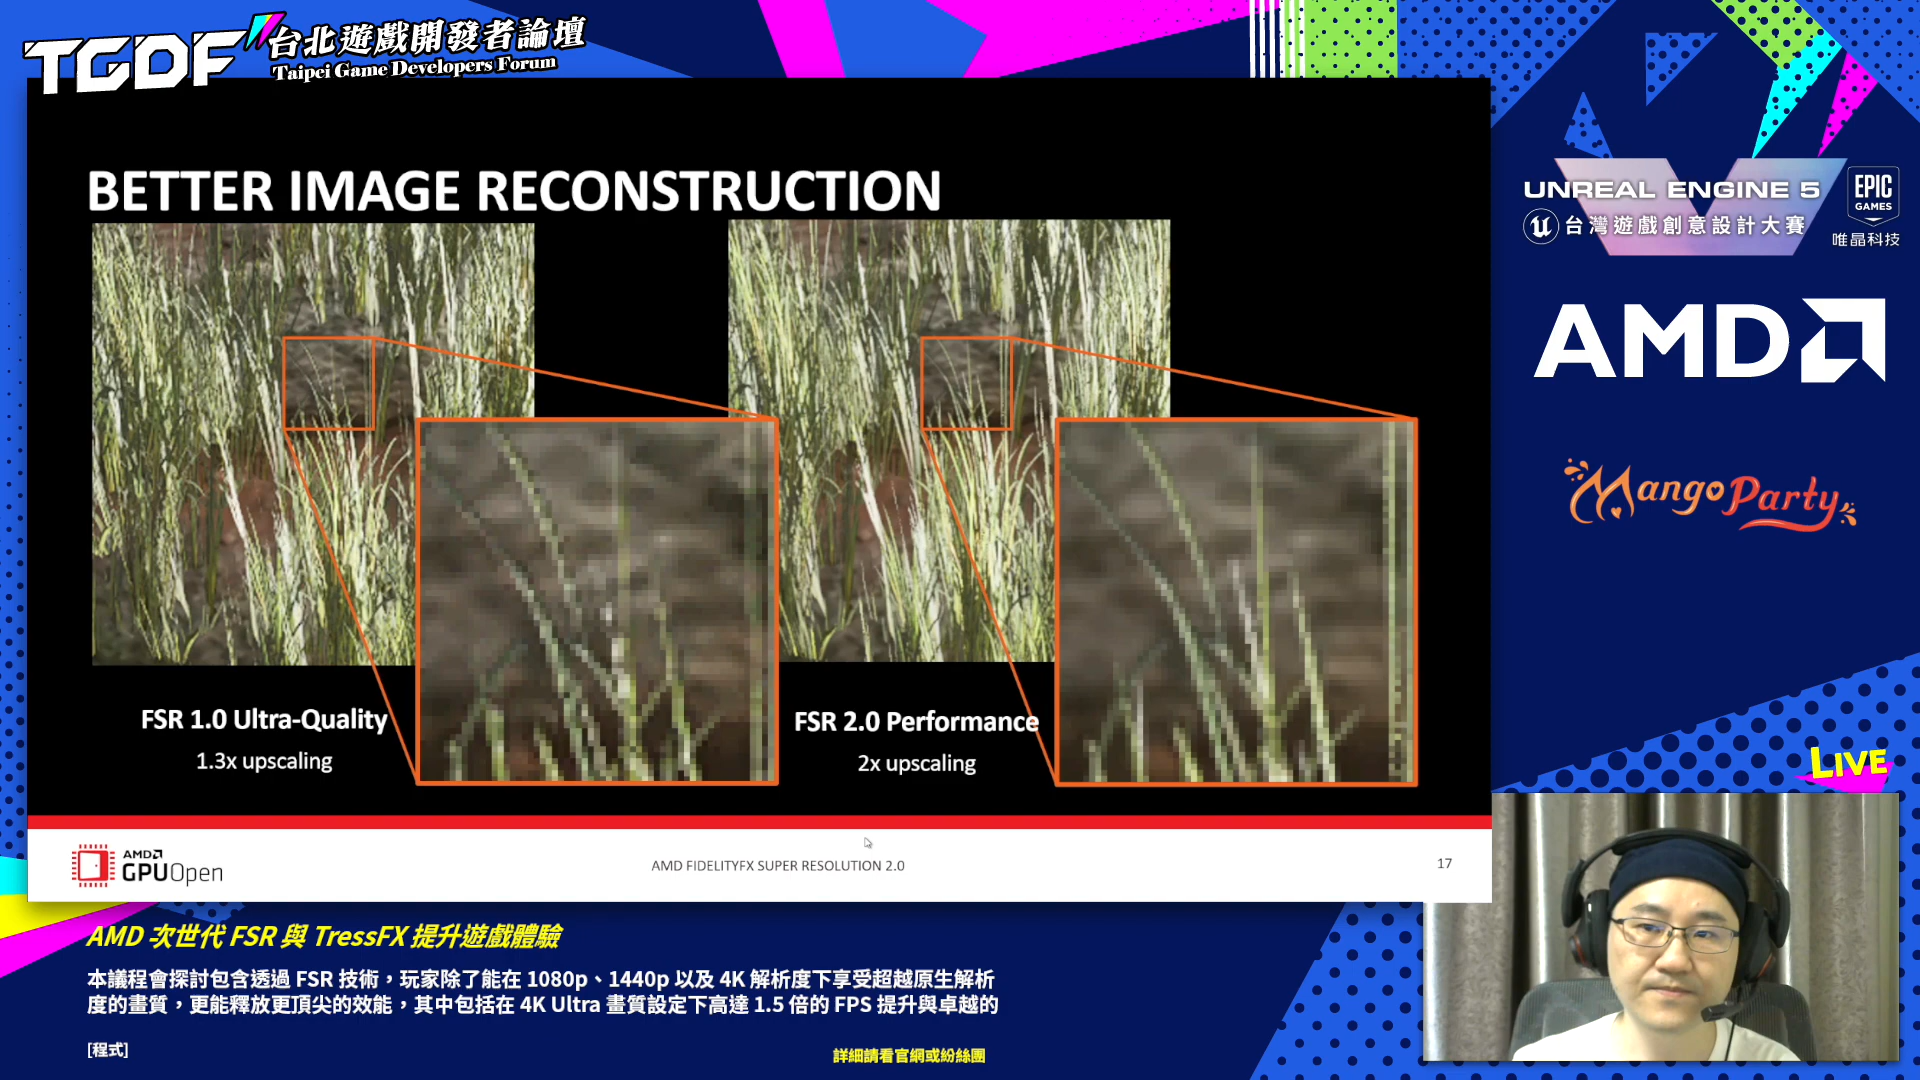 TGDF 台北遊戲開發者論壇
Taipei Game Developers Forum
BETTER IMAGE RECONSTRUCTION
FSR 1.0 Ultra-Quality
1.3x upscaling
FSR 2.0 Performance
2x upscaling
AMD
GPUOpen
AMD FIDELITYFX SUPER RESOLUTION 2.0
17
UNREAL ENGINE 5
台灣遊戲創意設計大賽
EPIC
GAMES
唯晶科技
AMD
Mango Party
LIVE
AMD 次世代 FSR 與 TressFX 提升遊戲體驗
本議程會探討包含透過 FSR 技術，玩家除了能在 1080p、1440p 以及 4K 解析度下享受超越原生解析
度的畫質，更能釋放更頂尖的效能，其中包括在 4K Ultra 畫質設定下高達 1.5 倍的 FPS 提升與卓越的
[程式]
詳細請看官網或紛絲團